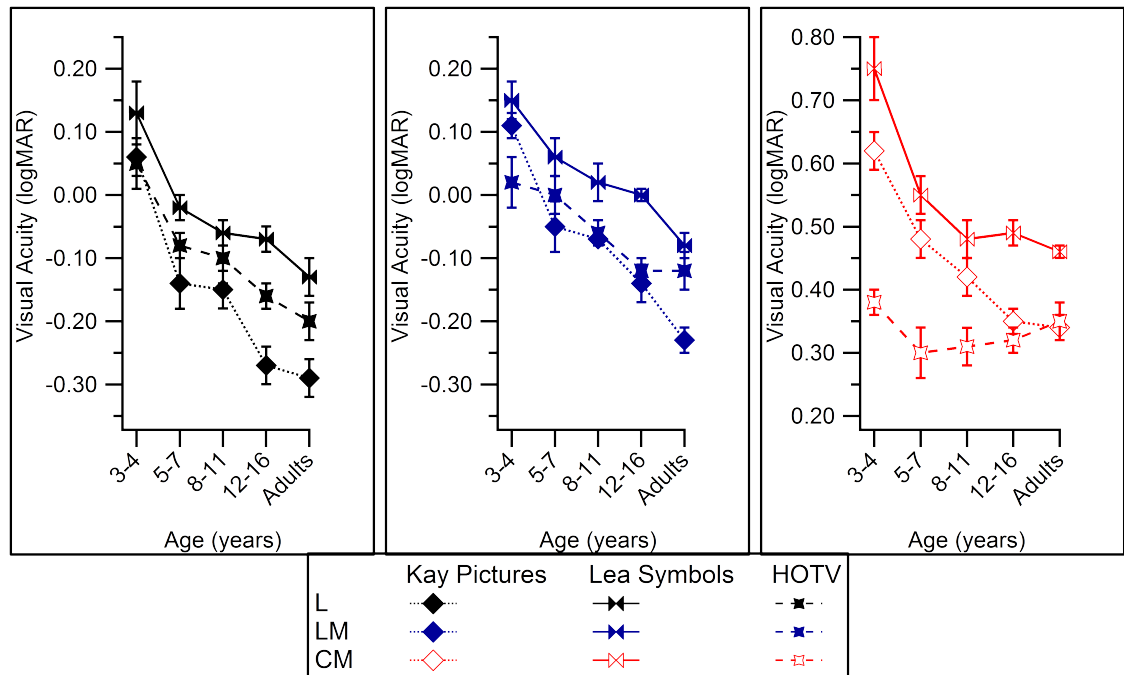 Visual Acuity (logMAR)
0.20
0.10
0.00
-0.10
-0.20
-0.30
3-4
5-7
8-11
12-16
Adults
Age (years)
Visual Acuity (logMAR)
0.20
0.10
0.00
-0.10
-0.20
-0.30
3-4
5-7
8-11
12-16
Adults
Age (years)
Visual Acuity (logMAR)
0.80
0.70
0.60
0.50
0.40
0.30
0.20
3-4
5-7
8-11
12-16
Adults
Age (years)
Kay Pictures Lea Symbols HOTV
L
LM
CM